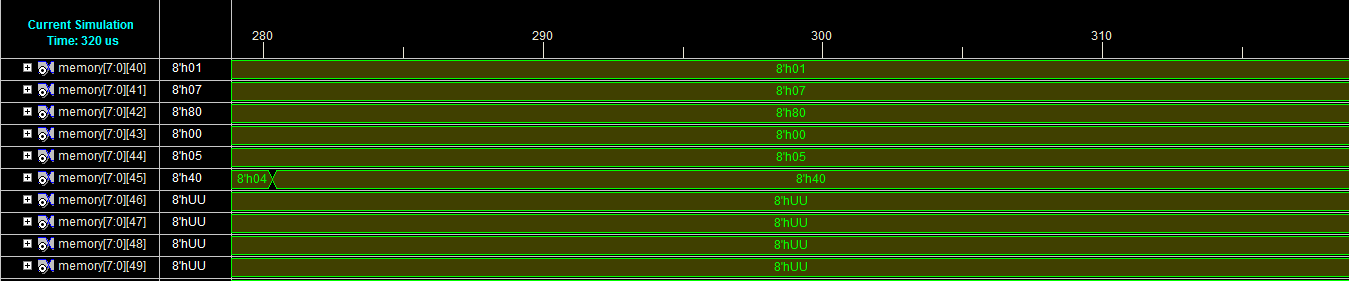 Current Simulation
Time: 320 us
280 290 300 310
memory[7:0][40] 8'h01 8'h01
memory[7:0][41] 8'h07 8'h07
memory[7:0][42] 8'h80 8'h80
memory[7:0][43] 8'h00 8'h00
memory[7:0][44] 8'h05 8'h05
memory[7:0][45] 8'h40 8'h04 8'h40
memory[7:0][46] 8'hUU 8'hUU
memory[7:0][47] 8'hUU 8'hUU
memory[7:0][48] 8'hUU 8'hUU
memory[7:0][49] 8'hUU 8'hUU